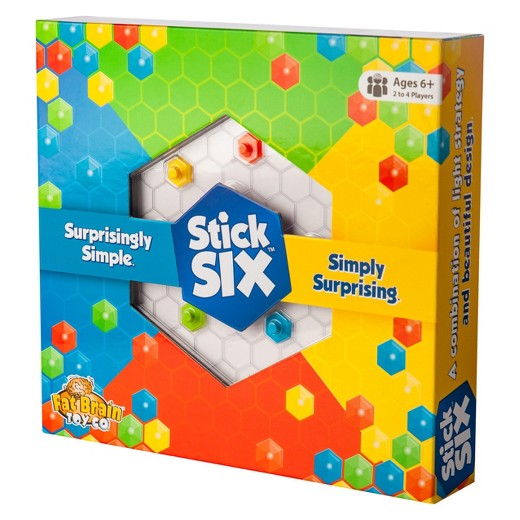 Ages 6+
2 to 4 Players
Surprisingly
Simple.
Stick
SIX™
Simply
Surprising.
Fat Brain
TOY CO.
A combination of light strategy
and beautiful design.
Stick
SIX